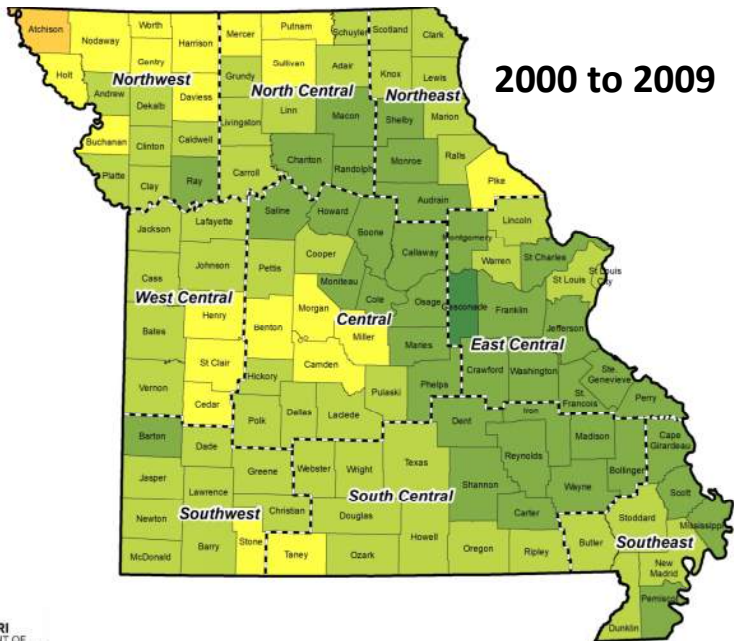 2000 to 2009
Atchison
Nodaway
Worth
Harrison
Mercer
Putnam
Schuyler
Scotland
Clark
Gentry
Holt
Northwest
Sullivan
Adair
Knox
Lewis
Andrew
Dekalb
Daviess
Grundy
North Central
Northeast
Linn
Macon
Shelby
Marion
Buchanan
Clinton
Caldwell
Livingston
Chariton
Randolph
Monroe
Ralls
Pike
Platte
Clay
Ray
Carroll
Audrain
Saline
Howard
Boone
Lincoln
Jackson
Lafayette
Callaway
Montgomery
Warren
St Charles
Cooper
Pettis
Johnson
Moniteau
St Louis
St Louis
City
Cass
West Central
Henry
Morgan
Cole
Osage
Gasconade
Franklin
Benton
Central
Miller
Jefferson
Bates
Maries
East Central
St Clair
Camden
Crawford
Washington
Ste.
Genevieve
Vernon
Hickory
Pulaski
Phelps
St.
Francois
Perry
Cedar
Polk
Dallas
Laclede
Iron
Dent
Barton
Dade
Madison
Cape
Girardeau
Reynolds
Jasper
Greene
Webster
Wright
Texas
Bollinger
Lawrence
Shannon
Wayne
Scott
South Central
Newton
Southwest
Christian
Douglas
Carter
Stoddard
Mississippi
Howell
Southeast
McDonald
Barry
Stone
Taney
Ozark
Oregon
Ripley
Butler
New
Madrid
Pemiscot
Dunklin
RI